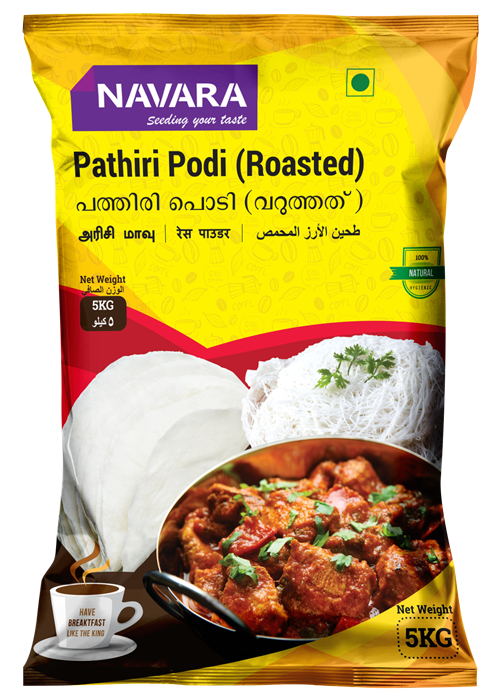 NAVARA
Seeding your taste
Pathiri Podi (Roasted)
പത്തിരി പൊടി (വറുത്തത് )
அரிசி மாவு | रेस पाउडर | طحين الأرز المحمص
Net Weight
الوزن الصافي
5KG
٥ كيلو
100%
NATURAL
HYGIENIC
HAVE
BREAKFAST
LIKE THE KING
Net Weight
5KG